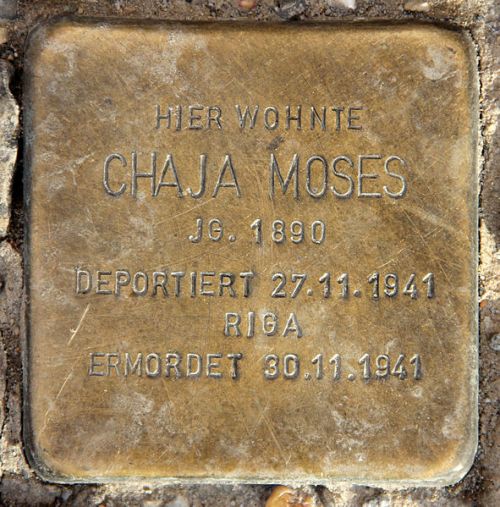 HIER WOHNTE
CHAJA MOSES
JG. 1890
DEPORTIERT 27.11.1941
RIGA
ERMORDET 30.11.1941